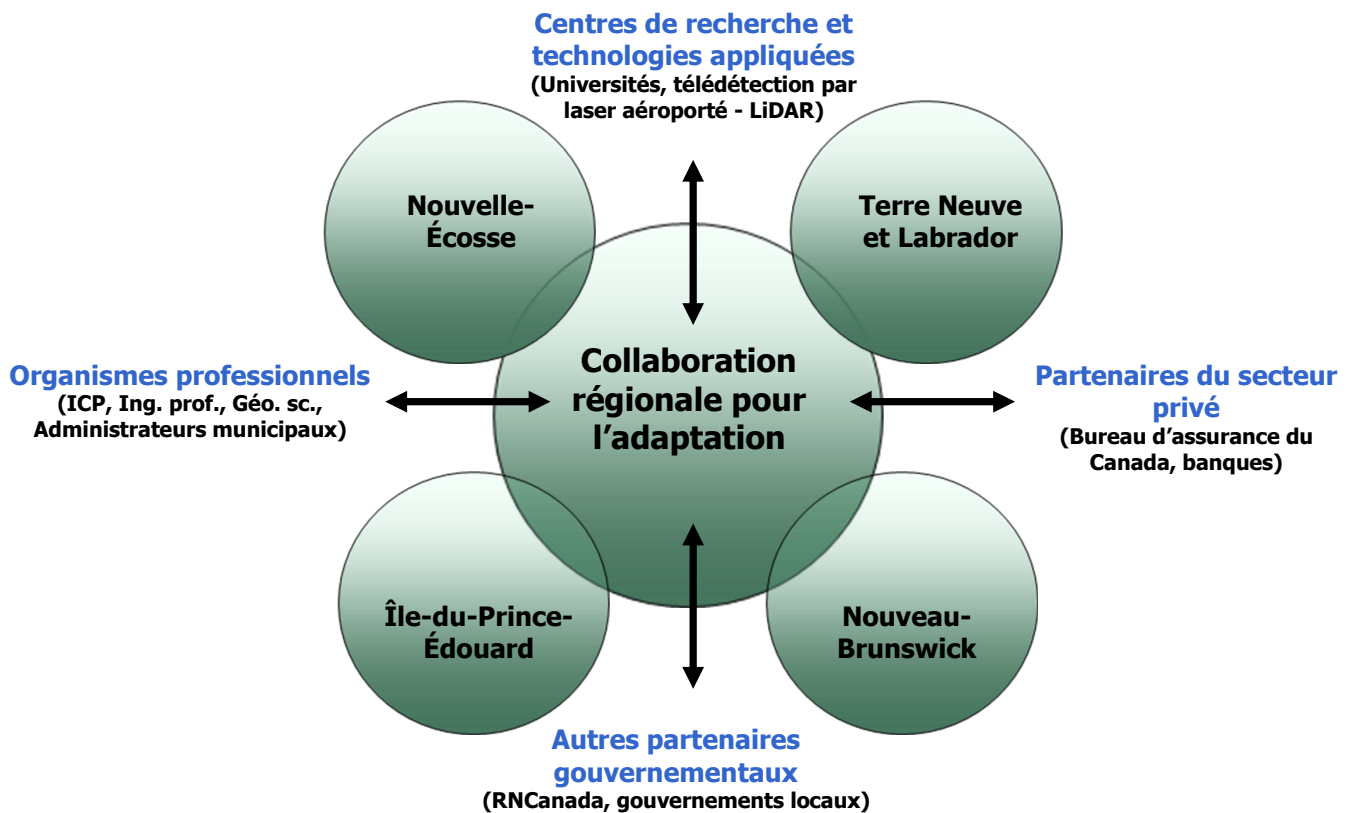 Centres de recherche et
technologies appliquées
(Universités, télédétection par
laser aéroporté - LiDAR)
Nouvelle-
Écosse
Terre Neuve
et Labrador
Organismes professionnels
(ICP, Ing. prof., Géo. sc.,
Administrateurs municipaux)
Collaboration
régionale pour
l’adaptation
Partenaires du secteur
privé
(Bureau d’assurance du
Canada, banques)
Île-du-Prince-
Édouard
Nouveau-
Brunswick
Autres partenaires
gouvernementaux
(RNCanada, gouvernements locaux)